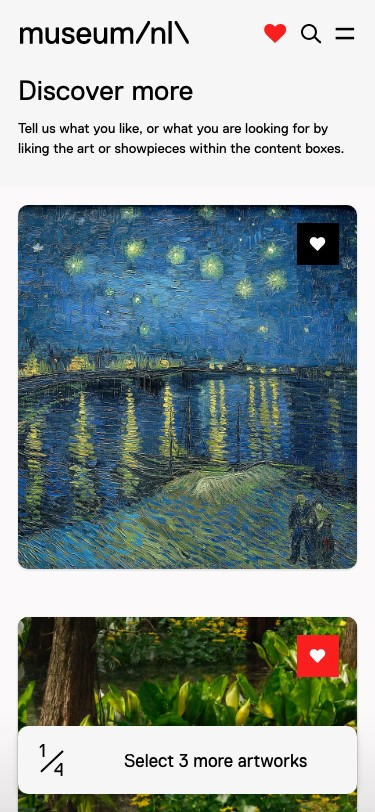 museum/nl\
Discover more
Tell us what you like, or what you are looking for by
liking the art or showpieces within the content boxes.
1/4
Select 3 more artworks